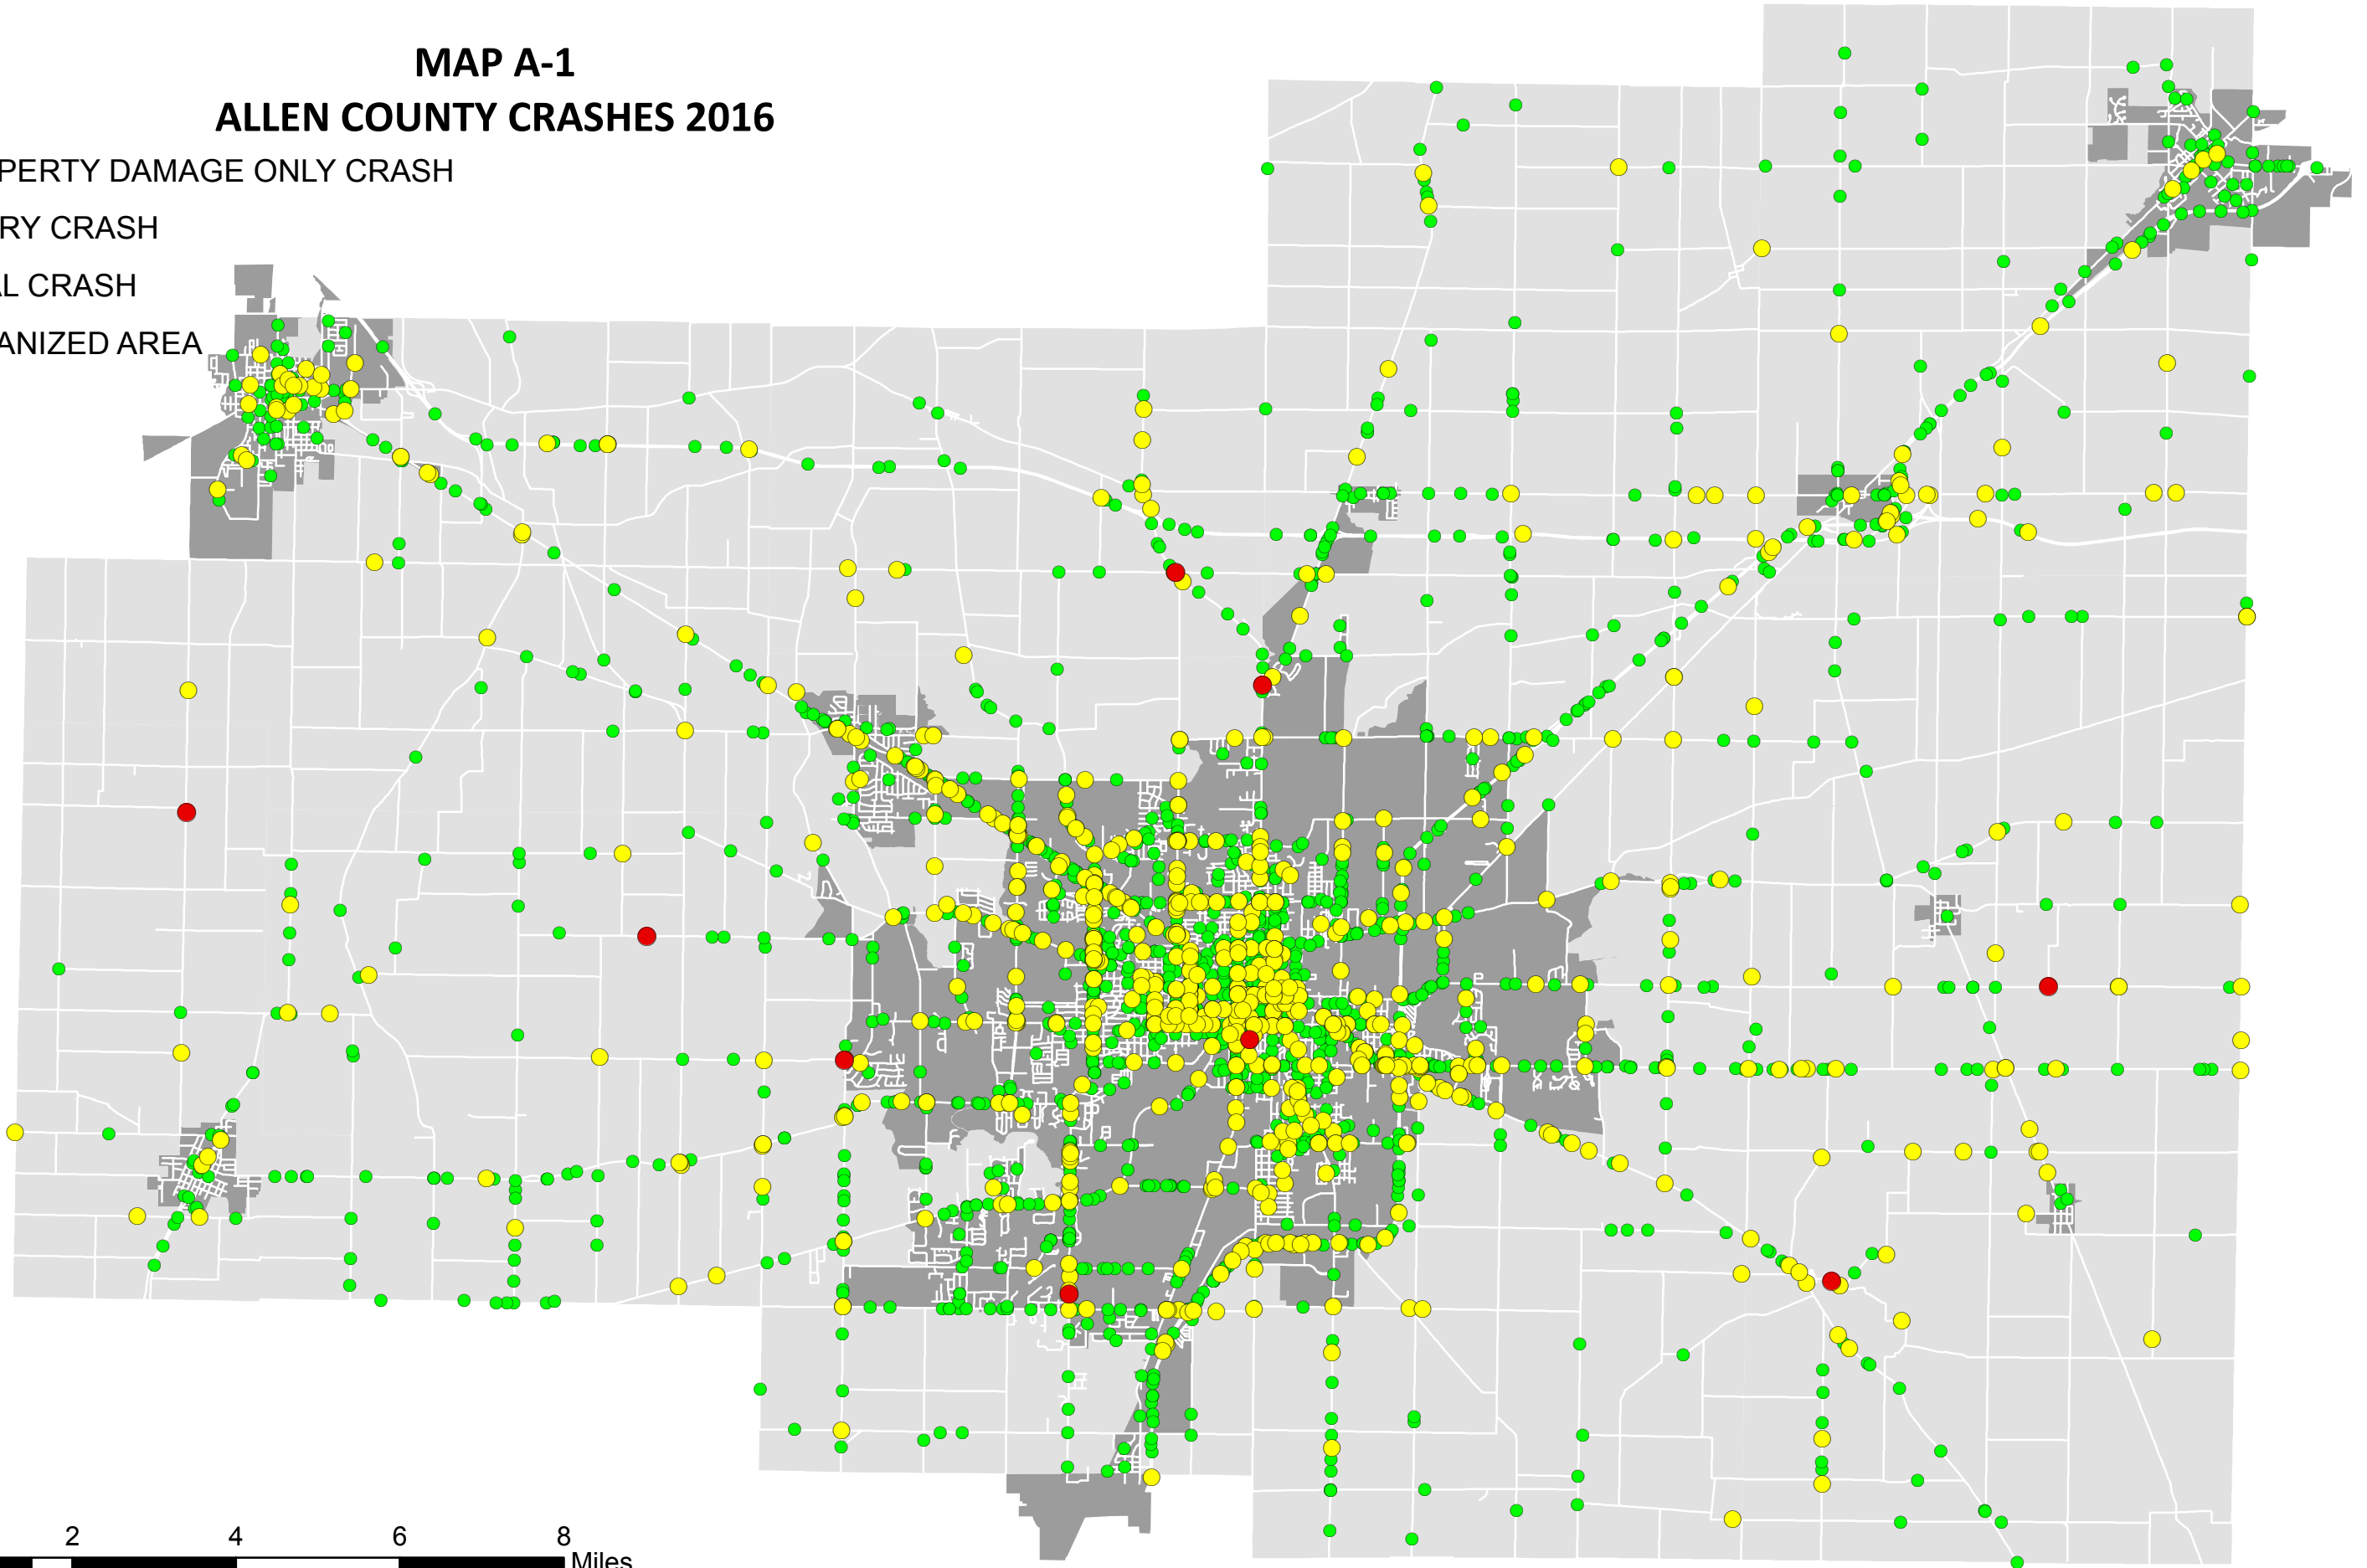 MAP A-1
ALLEN COUNTY CRASHES 2016
PERTY DAMAGE ONLY CRASH
RY CRASH
AL CRASH
ANIZED AREA
2 4 6 8
Miles